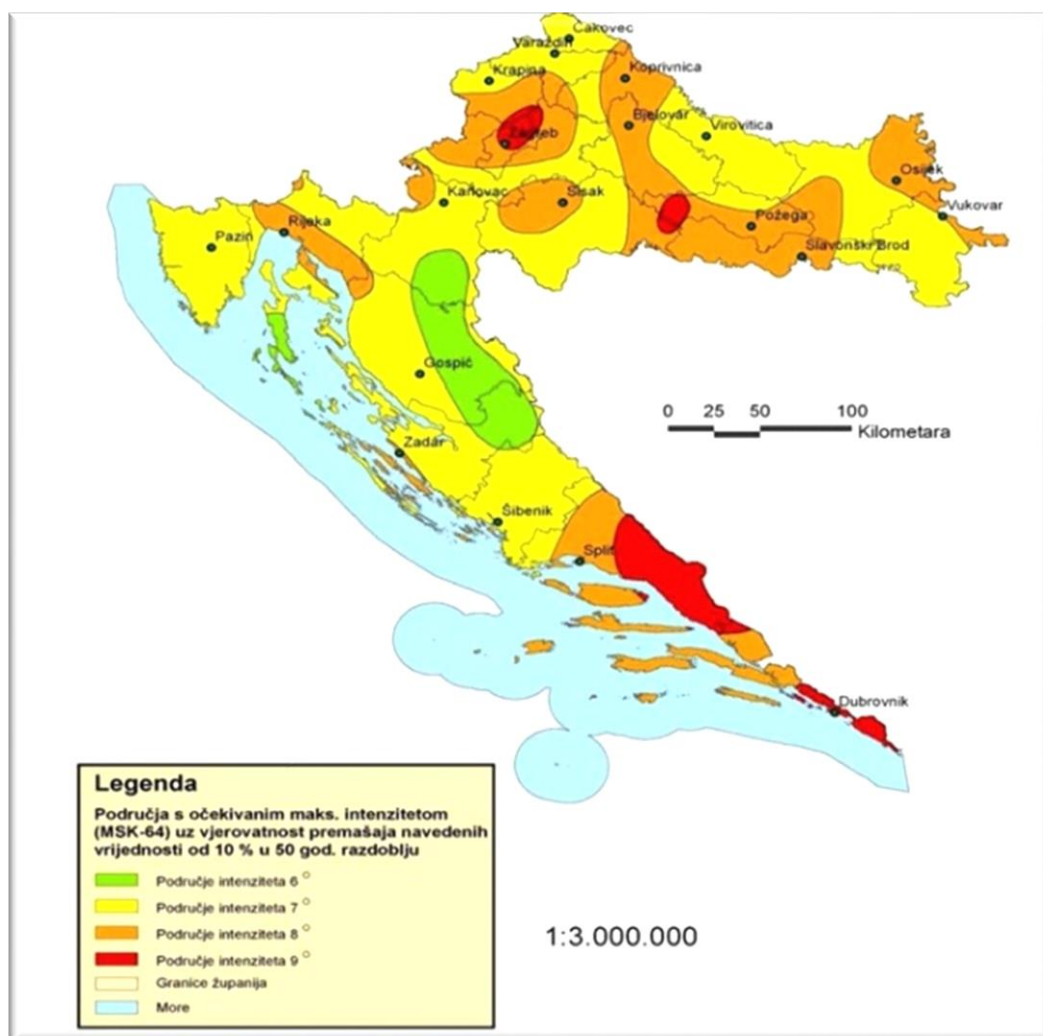 Čakovec
Varaždin
Krapina
Koprivnica
Zagreb
Bjelovar
Virovitica
Osijek
Karlovac
Sisak
Vukovar
Požega
Rijeka
Pazin
Slavonski Brod
Gospić
0 25 50 100
Kilometara
Zadar
Šibenik
Split
Dubrovnik
Legenda
Područja s očekivanim maks. intenzitetom
(MSK-64) uz vjerovatnost premašaja navedenih
vrijednosti od 10 % u 50 god. razdoblju
Područje intenziteta 6 °
Područje intenziteta 7 °
Područje intenziteta 8 °
Područje intenziteta 9 °
Granice županija
More
1:3.000.000